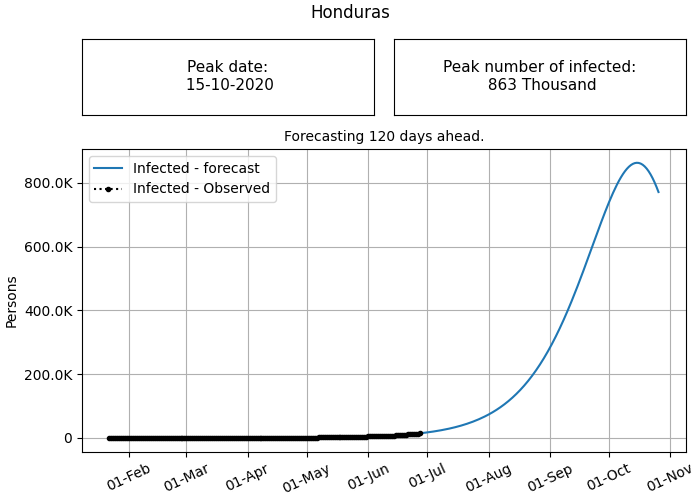 Honduras
Peak date:
15-10-2020
Peak number of infected:
863 Thousand
Forecasting 120 days ahead.
Infected - forecast
Infected - Observed
Persons
800.0K
600.0K
400.0K
200.0K
0
01-Feb
01-Mar
01-Apr
01-May
01-Jun
01-Jul
01-Aug
01-Sep
01-Oct
01-Nov